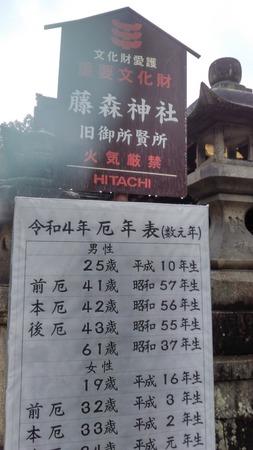 文化財愛護
重要文化財
藤森神社
旧御所賢所
火気厳禁
HITACHI
令和4年 厄年表(数え年)
男性
25歳 平成10年生
前厄 41歳 昭和57年生
本厄 42歳 昭和56年生
後厄 43歳 昭和55年生
61歳 昭和37年生
女性
19歳 平成16年生
前厄 32歳 平成3年生
本厄 33歳 平成2年生
34歳 平成元年生